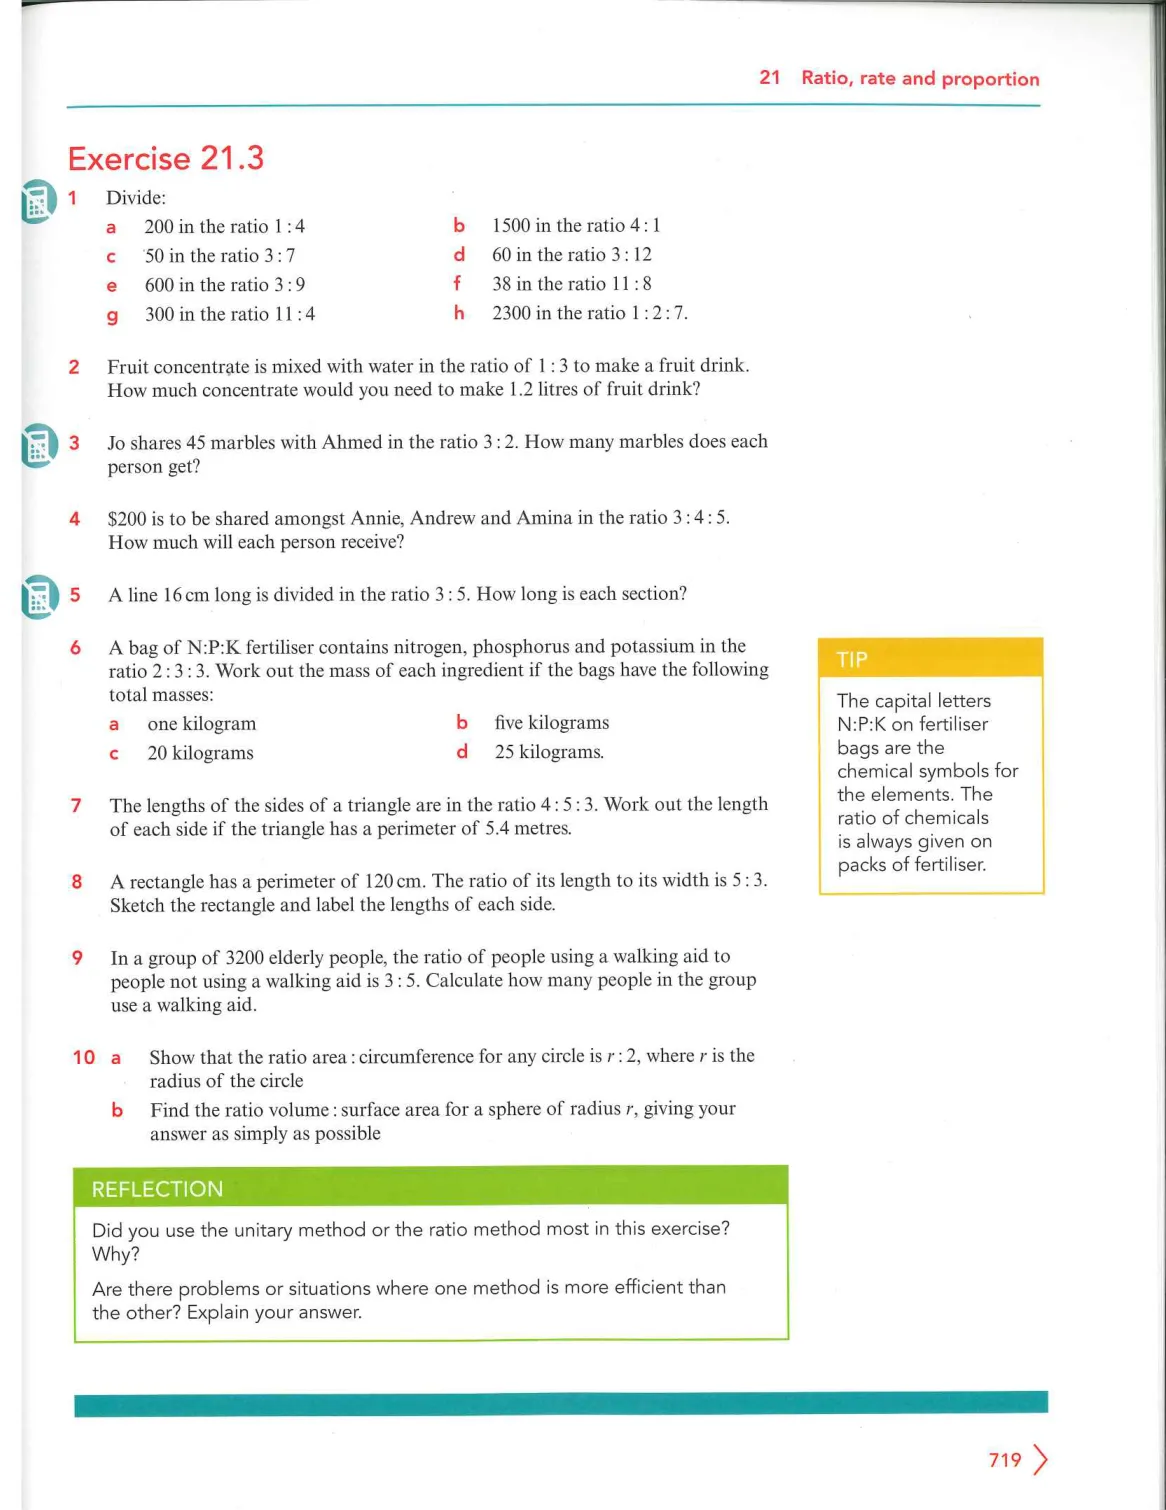 21 Ratio, rate and proportion
Exercise 21.3
1 Divide:
a 200 in the ratio 1 : 4
b 1500 in the ratio 4 : 1
c 50 in the ratio 3 : 7
d 60 in the ratio 3 : 12
e 600 in the ratio 3 : 9
f 38 in the ratio 11 : 8
g 300 in the ratio 11 : 4
h 2300 in the ratio 1 : 2 : 7.
2 Fruit concentrate is mixed with water in the ratio of 1 : 3 to make a fruit drink.
How much concentrate would you need to make 1.2 litres of fruit drink?
3 Jo shares 45 marbles with Ahmed in the ratio 3 : 2. How many marbles does each
person get?
4 $200 is to be shared amongst Annie, Andrew and Amina in the ratio 3 : 4 : 5.
How much will each person receive?
5 A line 16 cm long is divided in the ratio 3 : 5. How long is each section?
6 A bag of N:P:K fertiliser contains nitrogen, phosphorus and potassium in the
ratio 2 : 3 : 3. Work out the mass of each ingredient if the bags have the following
total masses:
a one kilogram
b five kilograms
c 20 kilograms
d 25 kilograms.
TIP
The capital letters
N:P:K on fertiliser
bags are the
chemical symbols for
the elements. The
ratio of chemicals
is always given on
packs of fertiliser.
7 The lengths of the sides of a triangle are in the ratio 4 : 5 : 3. Work out the length
of each side if the triangle has a perimeter of 5.4 metres.
8 A rectangle has a perimeter of 120 cm. The ratio of its length to its width is 5 : 3.
Sketch the rectangle and label the lengths of each side.
9 In a group of 3200 elderly people, the ratio of people using a walking aid to
people not using a walking aid is 3 : 5. Calculate how many people in the group
use a walking aid.
10 a Show that the ratio area : circumference for any circle is r : 2, where r is the
radius of the circle
b Find the ratio volume : surface area for a sphere of radius r, giving your
answer as simply as possible
REFLECTION
Did you use the unitary method or the ratio method most in this exercise?
Why?
Are there problems or situations where one method is more efficient than
the other? Explain your answer.
719